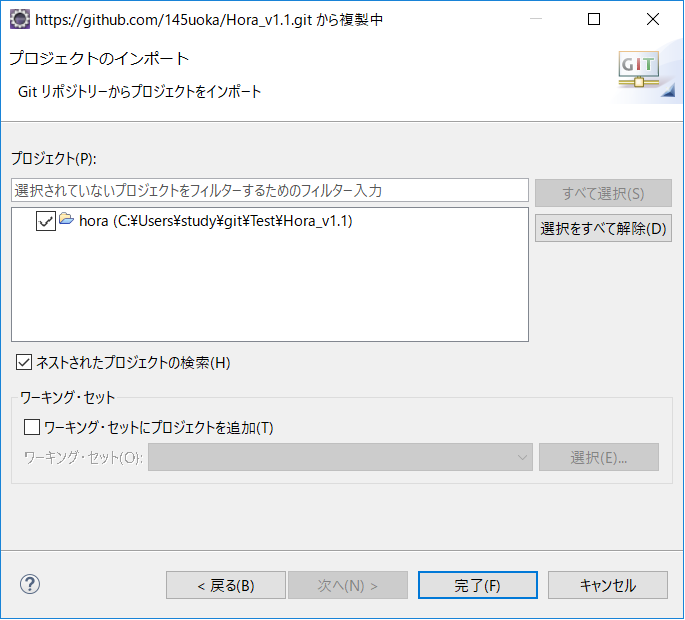 https://github.com/145uoka/Hora_v1.1.git から複製中
プロジェクトのインポート
Git リポジトリーからプロジェクトをインポート
GIT
プロジェクト(P):
選択されていないプロジェクトをフィルターするためのフィルター入力
すべて選択(S)
hora (C:¥Users¥study¥git¥Test¥Hora_v1.1)
選択をすべて解除(D)
ネストされたプロジェクトの検索(H)
ワーキング・セット
ワーキング・セットにプロジェクトを追加(T)
ワーキング・セット(O):
選択(E)...
?
< 戻る(B)
次へ(N) >
完了(F)
キャンセル